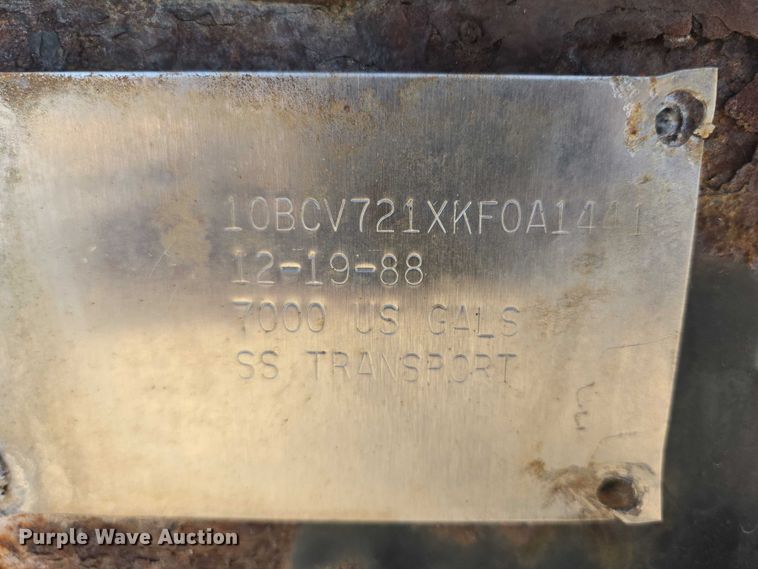 10BCV721XKF0A1441
12-19-88
7000 US GALS
SS TRANSPORT
Purple Wave Auction®